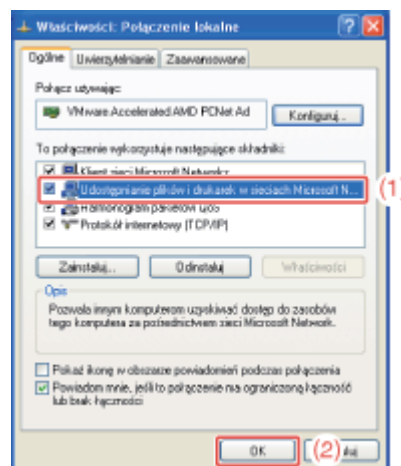 Właściwości: Połączenie lokalne
Ogólne Uwierzytelnianie Zaawansowane
Połącz używając:
VMware Accelerated AMD PCNet Ad Konfiguruj...
To połączenie wykorzystuje następujące składniki:
Klient sieci Microsoft Networks
Udostępnianie plików i drukarek w sieciach Microsoft N... (1)
Harmonogram pakietów QoS
Protokół internetowy (TCP/IP)
Zainstaluj... Odinstaluj Właściwości
Opis
Pozwala innym komputerom uzyskiwać dostęp do zasobów
tego komputera za pośrednictwem sieci Microsoft Network.
Pokaż ikonę w obszarze powiadomień podczas połączenia
Powiadom mnie, jeśli to połączenie ma ograniczoną łączność
lub brak łączności
OK (2)